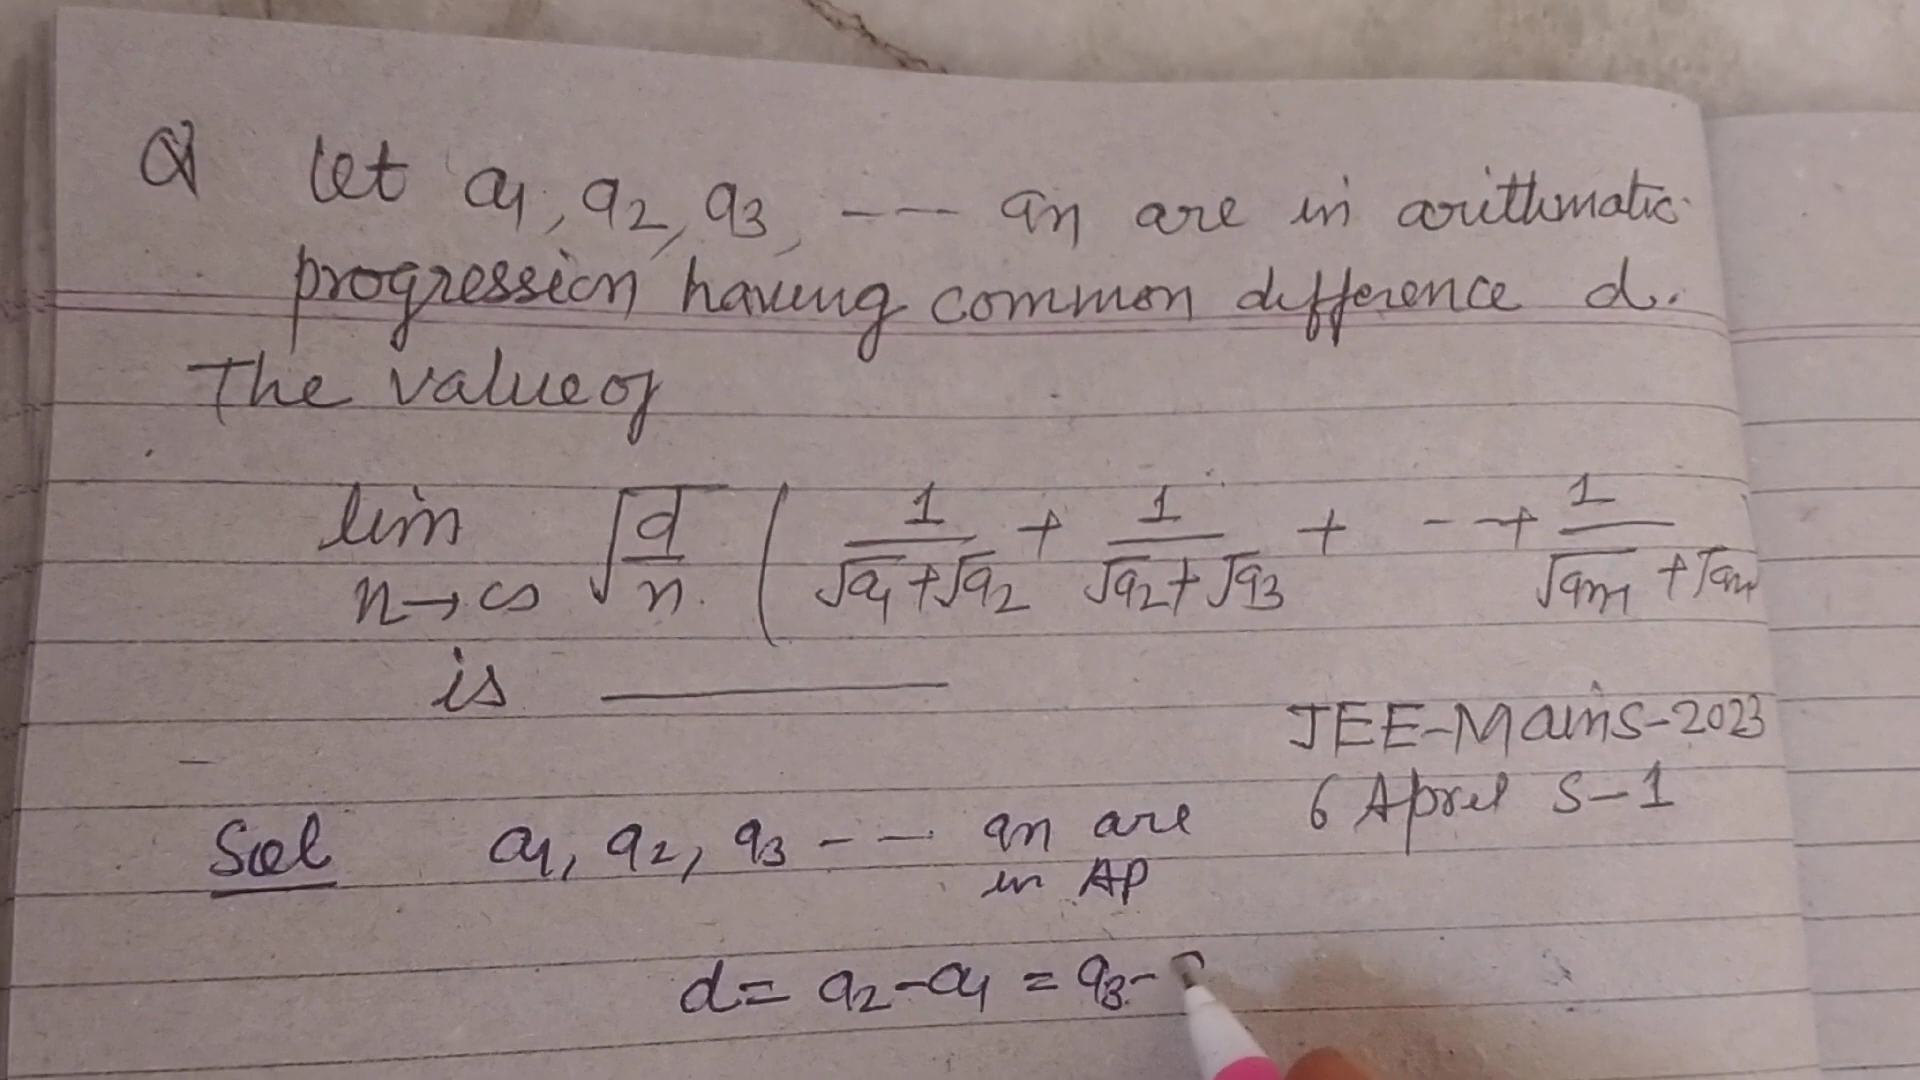 Q Let a1, a2, a3, --- an are in arithmatic
progression having common difference d.
The value of
lim n→∞ √(d/n) ( 1/(√a1+√a2) + 1/(√a2+√a3) + --+ 1/(√an-1 +√an
is ______
JEE-Mains-2023
6 April S-1
Sol a1, a2, a3 --- an are
in AP
d = a2-a1 = a3-